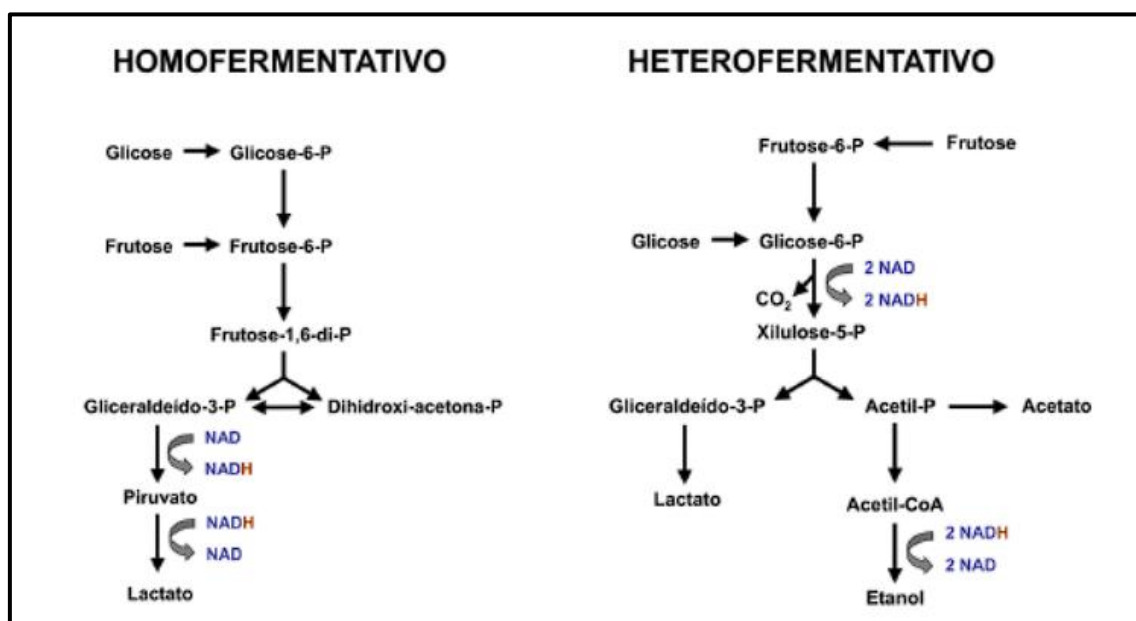 HOMOFERMENTATIVO
Glicose
Glicose-6-P
Frutose
Frutose-6-P
Frutose-1,6-di-P
Gliceraldeído-3-P
Dihidroxi-acetona-P
NAD
NADH
Piruvato
NADH
NAD
Lactato
HETEROFERMENTATIVO
Frutose-6-P
Frutose
Glicose
Glicose-6-P
2 NAD
CO₂
2 NADH
Xilulose-5-P
Gliceraldeído-3-P
Acetil-P
Acetato
Lactato
Acetil-CoA
2 NADH
2 NAD
Etanol